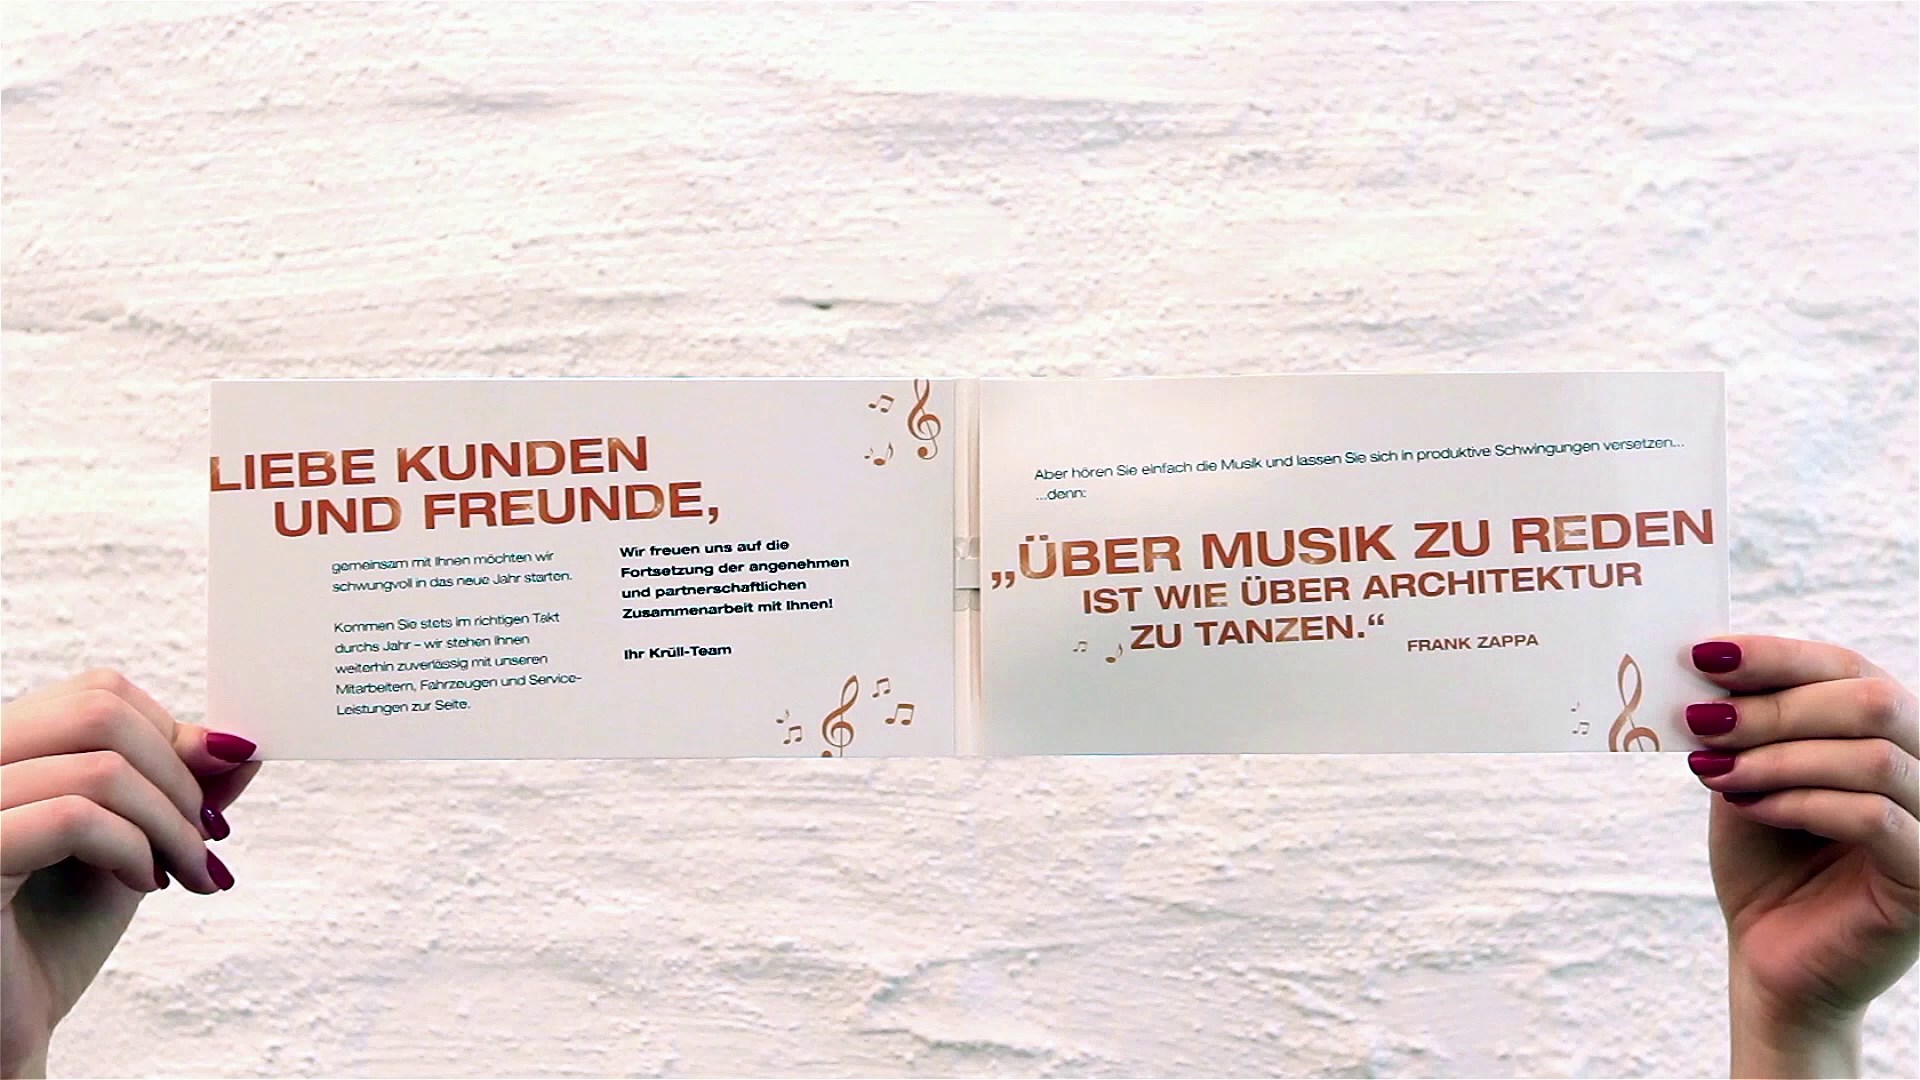 LIEBE KUNDEN
UND FREUNDE,
gemeinsam mit Ihnen möchten wir
schwungvoll in das neue Jahr starten.
Kommen Sie stets im richtigen Takt
durchs Jahr – wir stehen Ihnen
weiterhin zuverlässig mit unseren
Mitarbeitern, Fahrzeugen und Service-
Leistungen zur Seite.
Wir freuen uns auf die
Fortsetzung der angenehmen
und partnerschaftlichen
Zusammenarbeit mit Ihnen!
Ihr Krüll-Team
Aber hören Sie einfach die Musik und lassen Sie sich in produktive Schwingungen versetzen...
...denn:
„ÜBER MUSIK ZU REDEN
IST WIE ÜBER ARCHITEKTUR
ZU TANZEN.“
FRANK ZAPPA